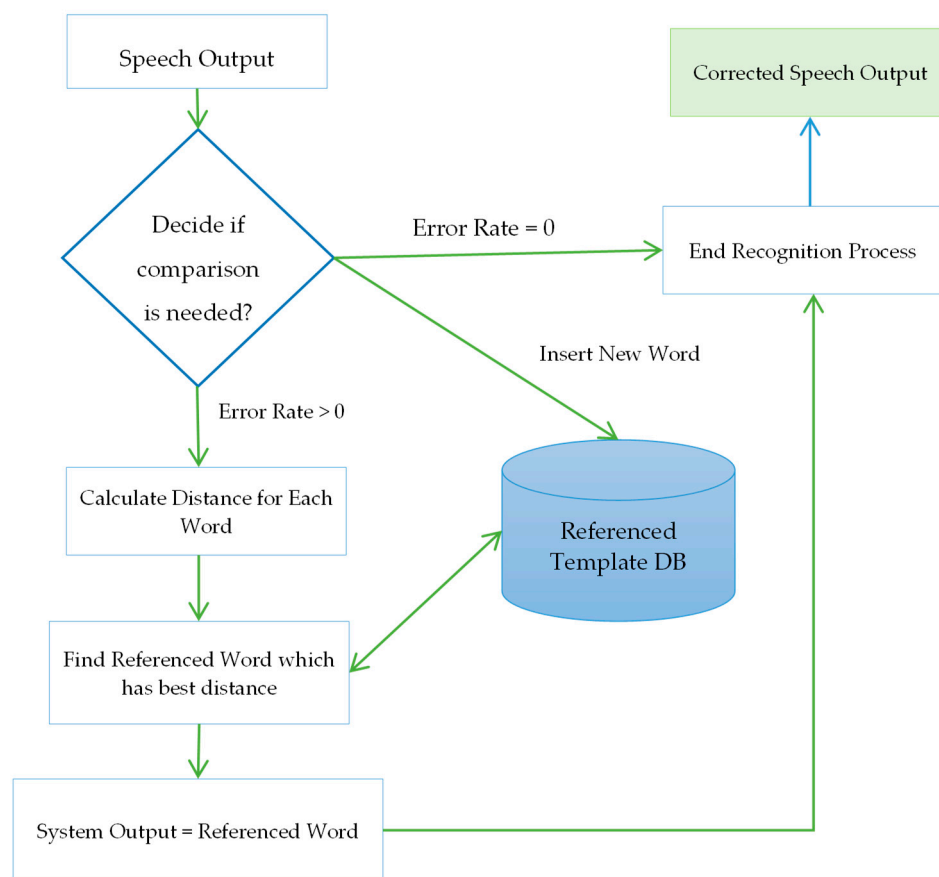 Speech Output
Corrected Speech Output
Decide if
comparison
is needed?
Error Rate = 0
End Recognition Process
Insert New Word
Error Rate > 0
Calculate Distance for Each
Word
Referenced
Template DB
Find Referenced Word which
has best distance
System Output = Referenced Word